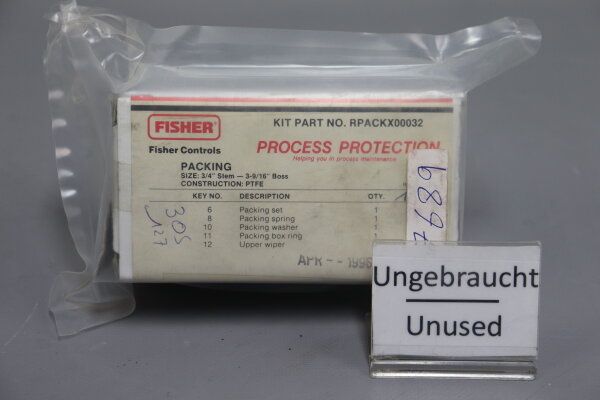 FISHER
KIT PART NO. RPACKX00032
Fisher Controls
PROCESS PROTECTION
Helping you in process maintenance
PACKING
SIZE: 3/4" Stem — 3-9/16" Boss
CONSTRUCTION: PTFE
KEY NO. DESCRIPTION QTY.
6 Packing set 1
8 Packing spring 1
10 Packing washer 1
11 Packing box ring 1
12 Upper wiper
APR -- 1996
305
127
689
Ungebraucht
Unused